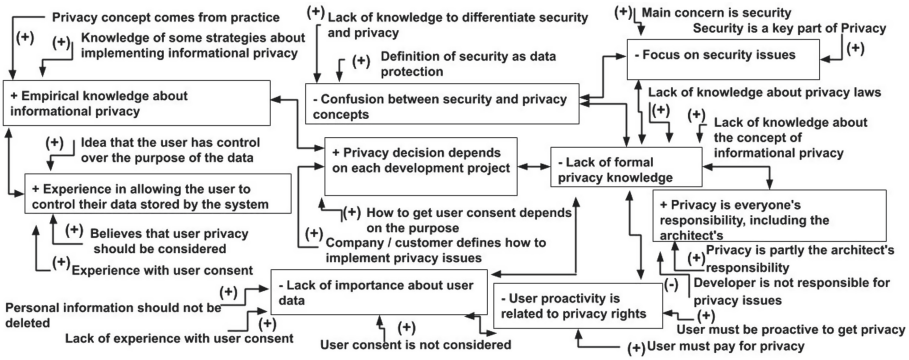 Privacy concept comes from practice
(+)
(+) Knowledge of some strategies about
implementing informational privacy
+ Empirical knowledge about
informational privacy
Lack of knowledge to differentiate security
(+) and privacy
(+) Definition of security as data
protection
- Confusion between security and privacy
concepts
(+) Main concern is security
Security is a key part of Privacy
(+)
- Focus on security issues
Lack of knowledge about privacy laws
(+)
(+) Lack of knowledge about
the concept of
informational privacy
(+) Idea that the user has control
over the purpose of the data
+ Experience in allowing the user to
control their data stored by the system
(+) Believes that user privacy
should be considered
(+) Experience with user consent
+ Privacy decision depends
on each development project
(+) How to get user consent depends
on the purpose
(+) Company / customer defines how to
implement privacy issues
- Lack of formal
privacy knowledge
+ Privacy is everyone's
responsibility, including the
architect's
(+) Privacy is partly the architect's
responsibility
(-) Developer is not responsible for
privacy issues
- Lack of importance about user
data
Personal information should not be (+)
deleted
Lack of experience with user consent (+)
User consent is not considered (+)
- User proactivity is
related to privacy rights
(+)
User must be proactive to get privacy
(+) User must pay for privacy